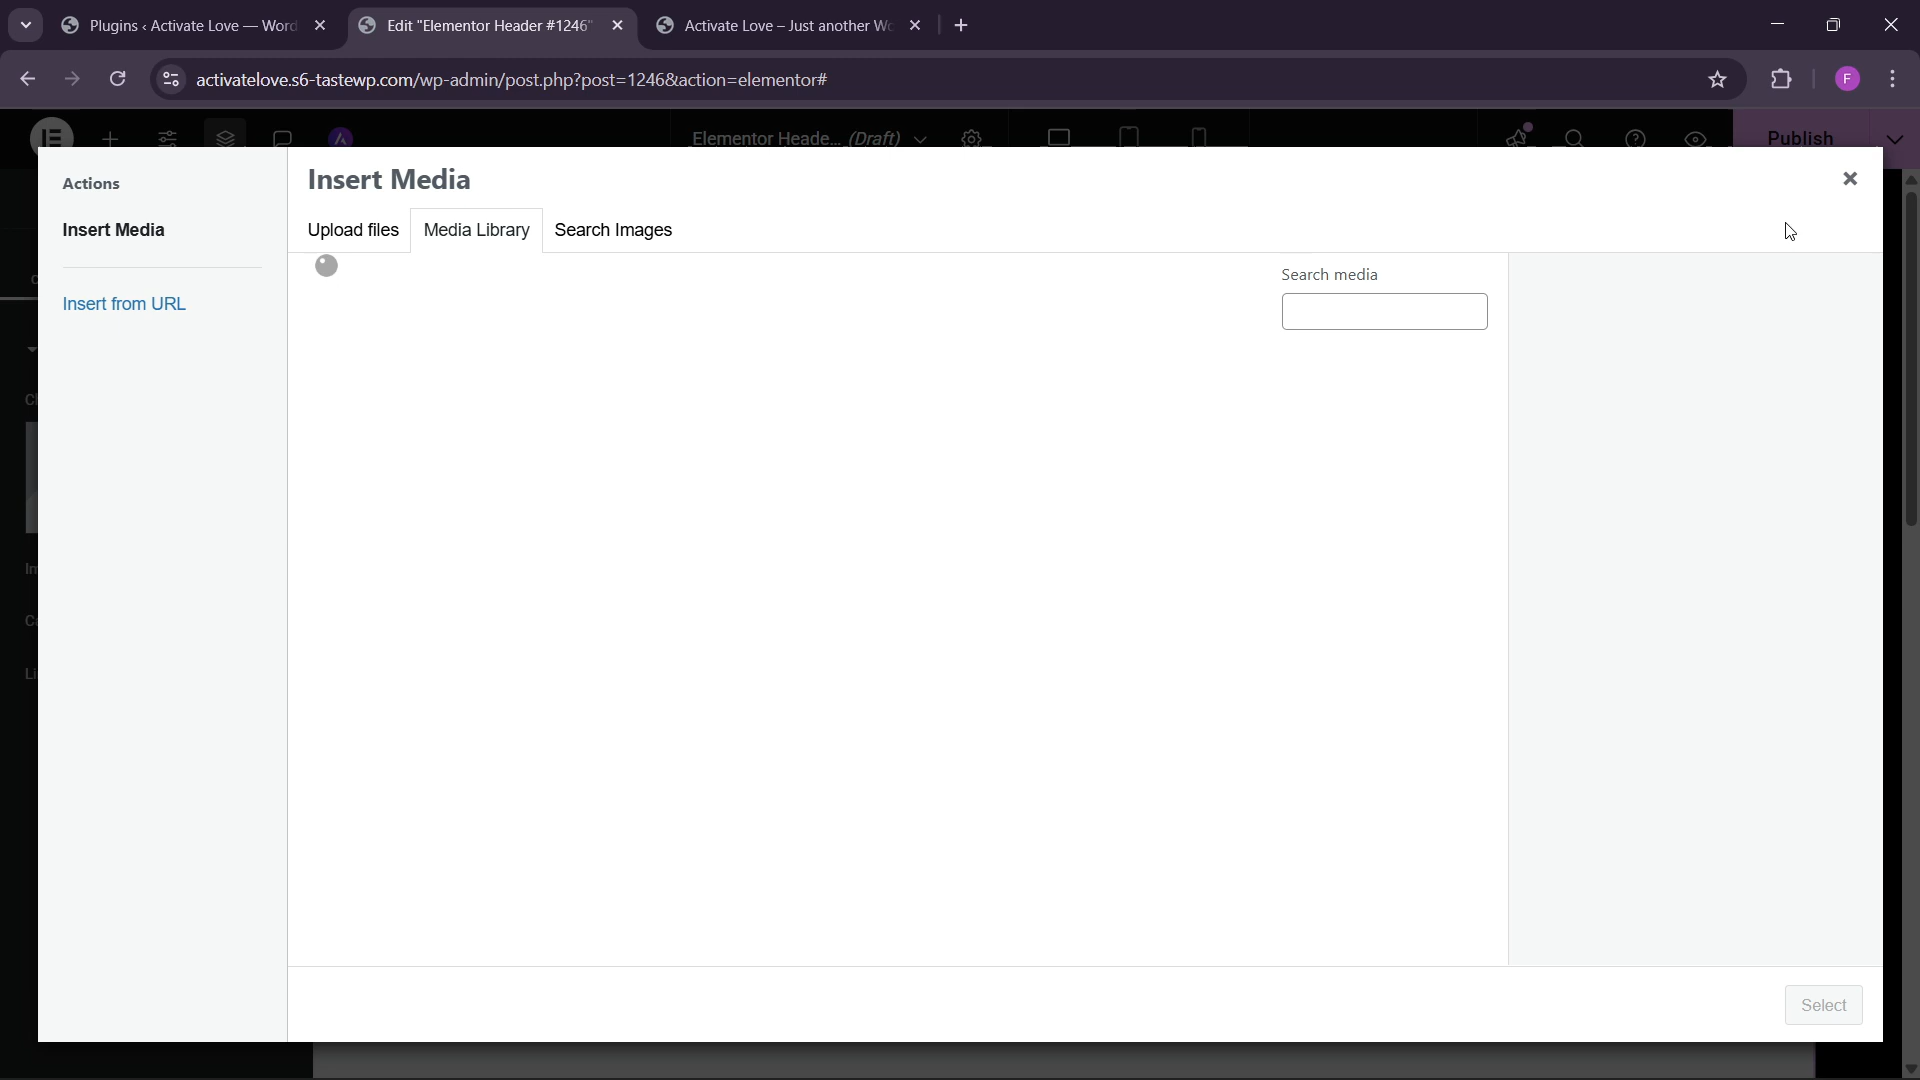 Plugins ‹ Activate Love — Word
Edit "Elementor Header #1246"
Activate Love – Just another Wo
activatelove.s6-tastewp.com/wp-admin/post.php?post=1246&action=elementor#
F
Elementor Heade... (Draft)
Publish
Actions
Insert Media
Insert from URL
Insert Media
Upload files
Media Library
Search Images
Search media
Select